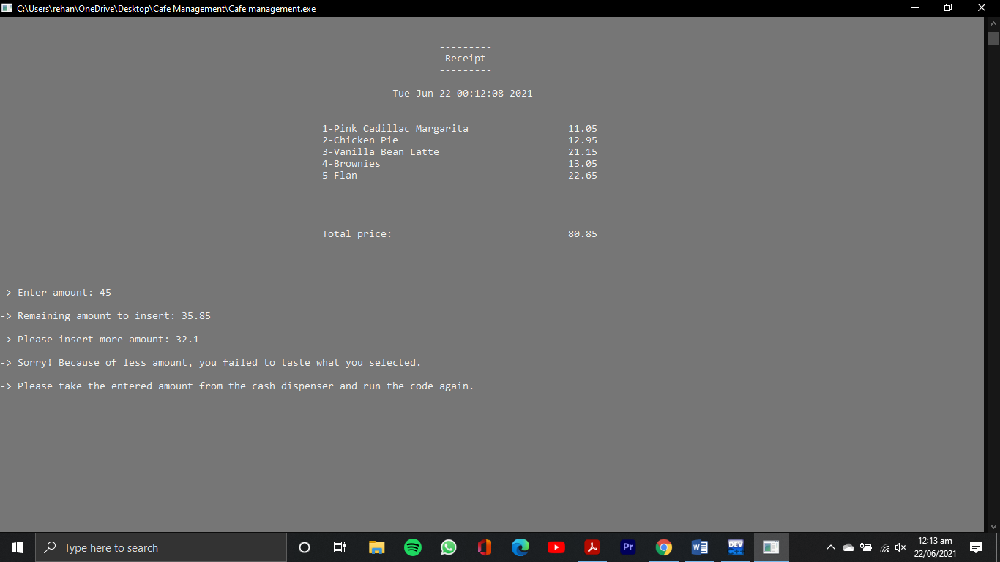 C:\Users\rehan\OneDrive\Desktop\Cafe Management\Cafe management.exe
---------
Receipt
---------
Tue Jun 22 00:12:08 2021
1-Pink Cadillac Margarita 11.05
2-Chicken Pie 12.95
3-Vanilla Bean Latte 21.15
4-Brownies 13.05
5-Flan 22.65
-------------------------------------------------------
Total price: 80.85
-------------------------------------------------------
-> Enter amount: 45
-> Remaining amount to insert: 35.85
-> Please insert more amount: 32.1
-> Sorry! Because of less amount, you failed to taste what you selected.
-> Please take the entered amount from the cash dispenser and run the code again.
Type here to search
Pr
W
DEV
C++
12:13 am
22/06/2021